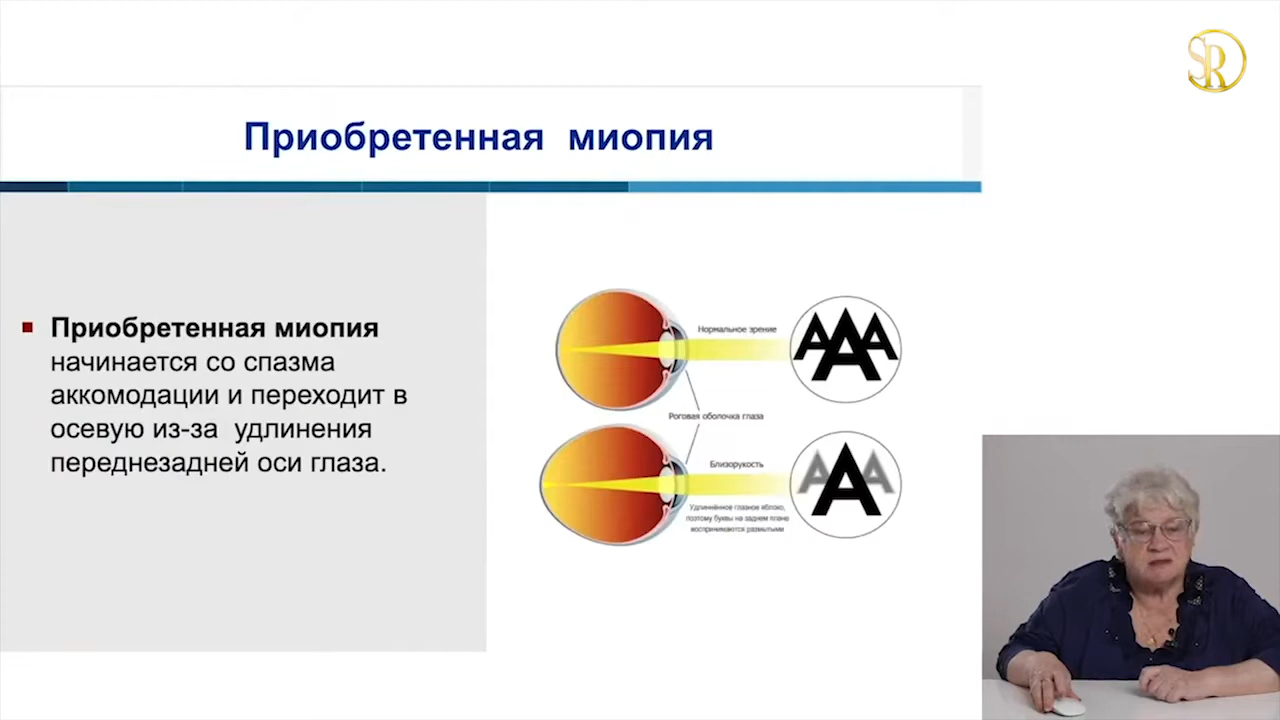 SR
Приобретенная миопия
Приобретенная миопия
начинается со спазма
аккомодации и переходит в
осевую из-за удлинения
переднезадней оси глаза.
Нормальное зрение
AAA
A
Роговая оболочка глаза
Близорукость
AAA
Удлинённое глазное яблоко,
поэтому буквы на заднем плане
воспринимаются размытыми